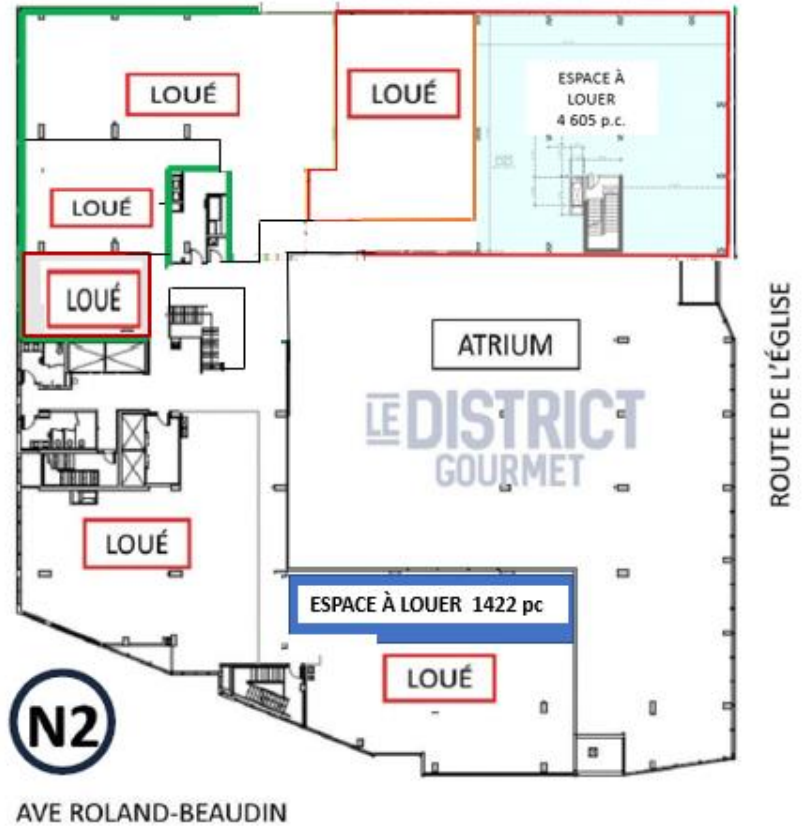 LOUÉ
LOUÉ
ESPACE À
LOUER
4 605 p.c.
LOUÉ
LOUÉ
ATRIUM
LE DISTRICT
GOURMET
ROUTE DE L'ÉGLISE
LOUÉ
ESPACE À LOUER 1422 pc
LOUÉ
N2
AVE ROLAND-BEAUDIN